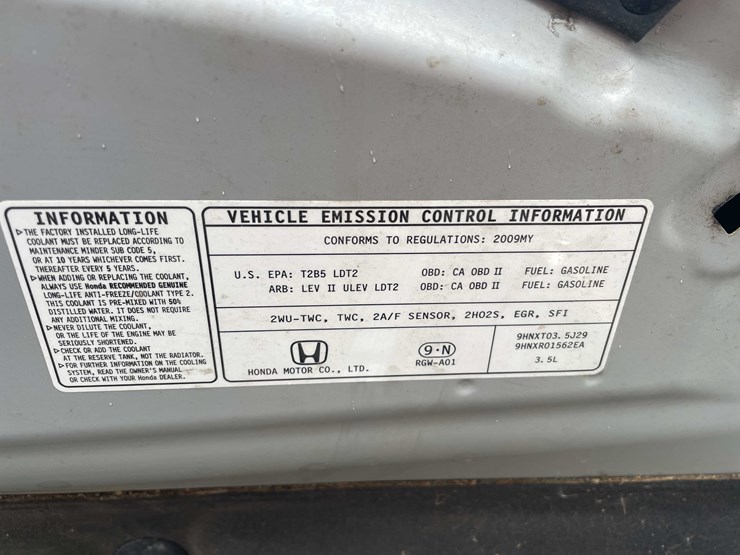 INFORMATION
▷THE FACTORY INSTALLED LONG-LIFE
COOLANT MUST BE REPLACED ACCORDING TO
MAINTENANCE MINDER SUB CODE 5,
OR AT 10 YEARS WHICHEVER COMES FIRST.
THEREAFTER EVERY 5 YEARS.
▷WHEN ADDING OR REPLACING THE COOLANT,
ALWAYS USE Honda RECOMMENDED GENUINE
LONG-LIFE ANTI-FREEZE/COOLANT TYPE 2.
THIS COOLANT IS PRE-MIXED WITH 50%
DISTILLED WATER. IT DOES NOT REQUIRE
ANY ADDITIONAL MIXING.
▷NEVER DILUTE THE COOLANT,
OR THE LIFE OF THE ENGINE MAY BE
SERIOUSLY SHORTENED.
▷CHECK OR ADD THE COOLANT
AT THE RESERVE TANK, NOT THE RADIATOR.
▷FOR FURTHER INFORMATION ON THE COOLING
SYSTEM, READ THE OWNER'S MANUAL
OR CHECK WITH YOUR Honda DEALER.
VEHICLE EMISSION CONTROL INFORMATION
CONFORMS TO REGULATIONS: 2009MY
U.S. EPA: T2B5 LDT2 OBD: CA OBD II FUEL: GASOLINE
ARB: LEV II ULEV LDT2 OBD: CA OBD II FUEL: GASOLINE
2WU-TWC, TWC, 2A/F SENSOR, 2HO2S, EGR, SFI
HONDA MOTOR CO., LTD.
9·N
RGW-A01
9HNXT03.5J29
9HNXR01562EA
3.5L